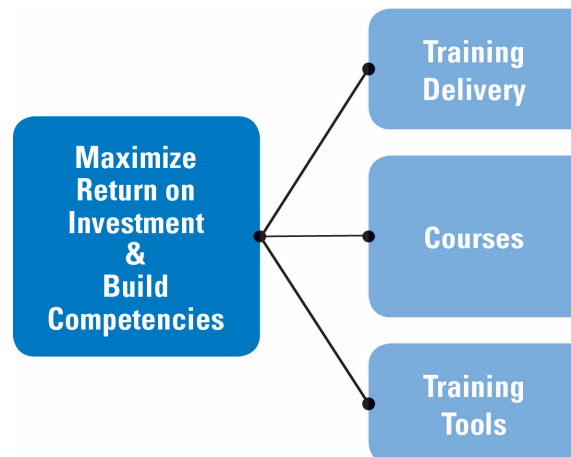 Maximize
Return on
Investment
&
Build
Competencies
Training
Delivery
Courses
Training
Tools